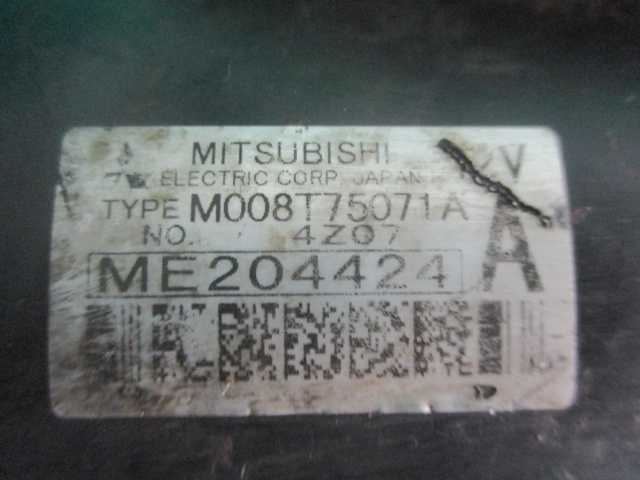 MITSUBISHI
ELECTRIC CORP. JAPAN
V
TYPE M008T75071A
NO. 4Z07
A
ME204424